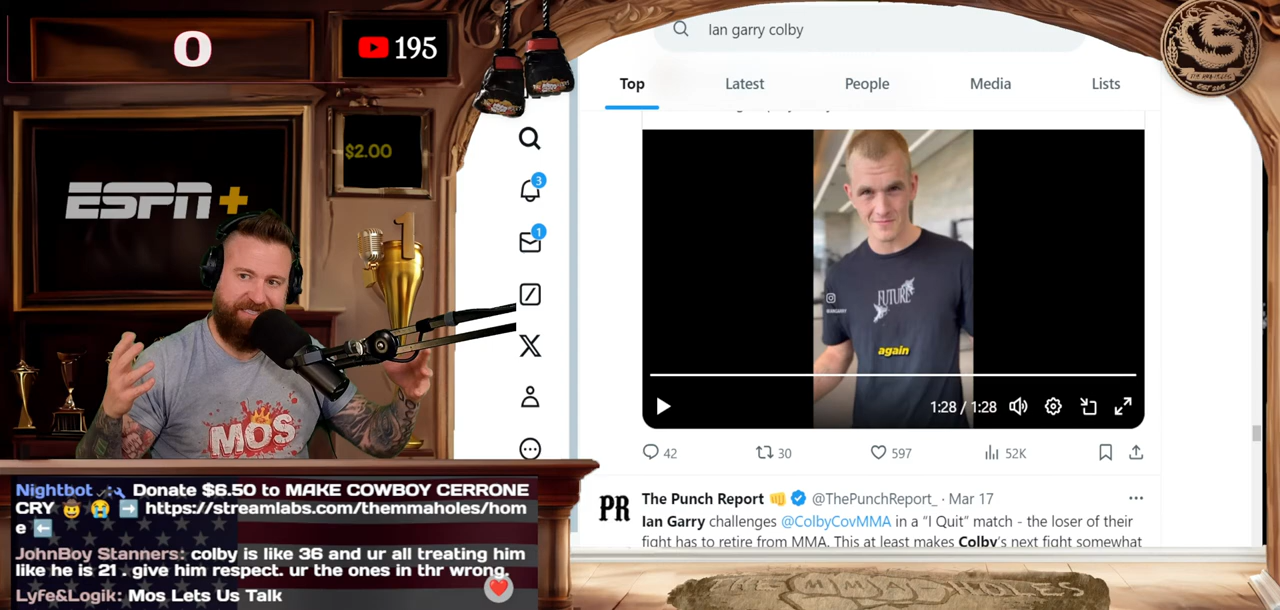 0
195
Ian garry colby
Top
Latest
People
Media
Lists
$2.00
ESPN+
3
1
FUTURE
again
1:28 / 1:28
MOS
42
30
597
52K
Nightbot Donate $6.50 to MAKE COWBOY CERRONE
CRY 🤠 😭 ➡️ https://streamlabs.com/themmaholes/hom
e ⬅️
JohnBoy Stanners: colby is like 36 and ur all treating him
like he is 21 . give him respect. ur the ones in thr wrong.
Lyfe&Logik: Mos Lets Us Talk
PR
The Punch Report 👊 @ThePunchReport_ · Mar 17
Ian Garry challenges @ColbyCovMMA in a “I Quit” match - the loser of their
fight has to retire from MMA. This at least makes Colby's next fight somewhat
THE MMA HOLES